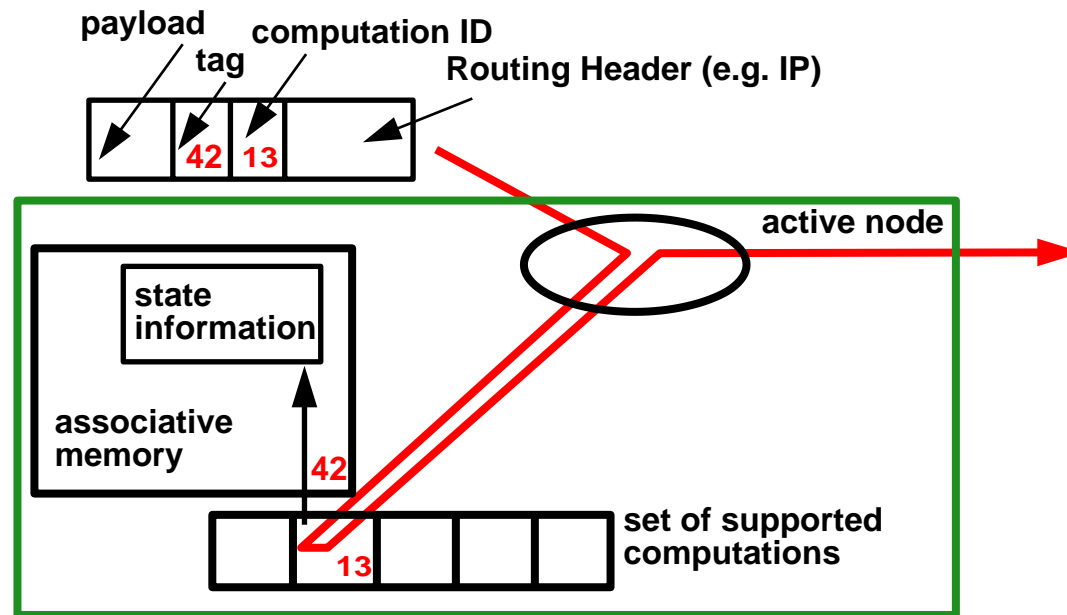 payload
computation ID
tag
Routing Header (e.g. IP)
42
13
active node
state
information
associative
memory
42
set of supported
computations
13